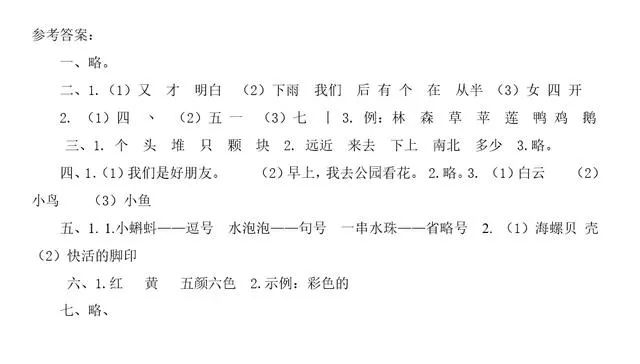 参考答案：
一、略。
二、1.（1）又 才 明白 （2）下雨 我们 后 有 个 在 从半 （3）女 四 开
2. （1）四 丶 （2）五 一 （3）七 丨 3. 例：林 森 草 苹 莲 鸭 鸡 鹅
三、1. 个 头 堆 只 颗 块 2. 远近 来去 下上 南北 多少 3.略。
四、1.（1）我们是好朋友。 （2）早上，我去公园看花。 2.略。3. （1）白云 （2）
小鸟 （3）小鱼
五、1. 1.小蝌蚪——逗号 水泡泡——句号 一串水珠——省略号 2. （1）海螺贝 壳
（2）快活的脚印
六、1.红 黄 五颜六色 2.示例：彩色的
七、略、